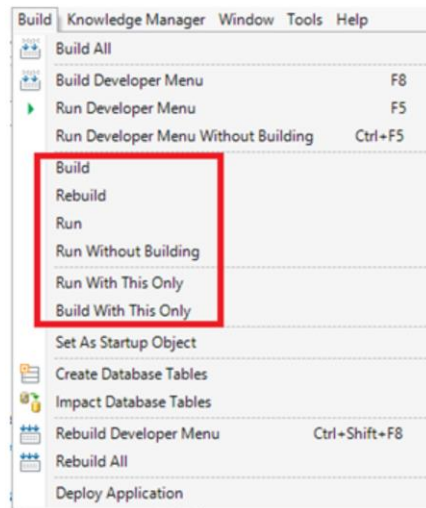 Build Knowledge Manager Window Tools Help
Build All
Build Developer Menu F8
Run Developer Menu F5
Run Developer Menu Without Building Ctrl+F5
Build
Rebuild
Run
Run Without Building
Run With This Only
Build With This Only
Set As Startup Object
Create Database Tables
Impact Database Tables
Rebuild Developer Menu Ctrl+Shift+F8
Rebuild All
Deploy Application